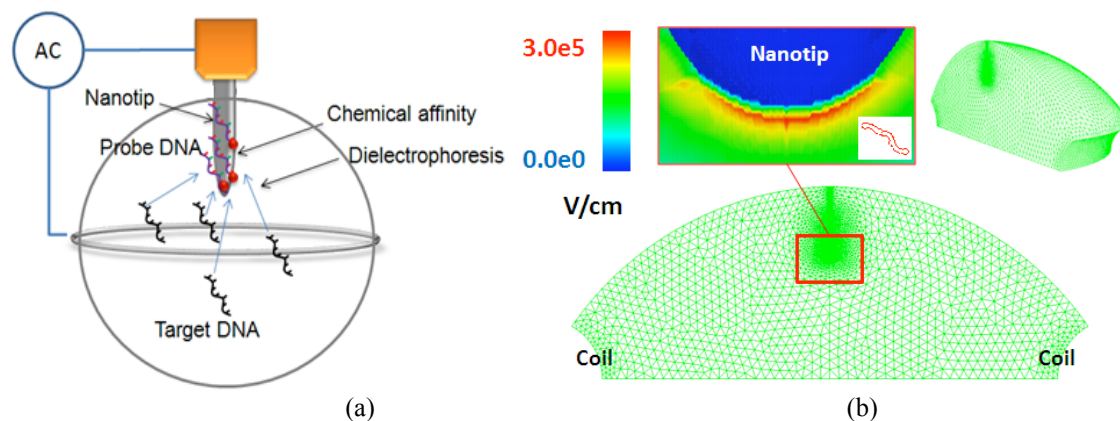 AC
Nanotip
Probe DNA
Chemical affinity
Dielectrophoresis
Target DNA
(a)
3.0e5
0.0e0
V/cm
Nanotip
Coil
Coil
(b)